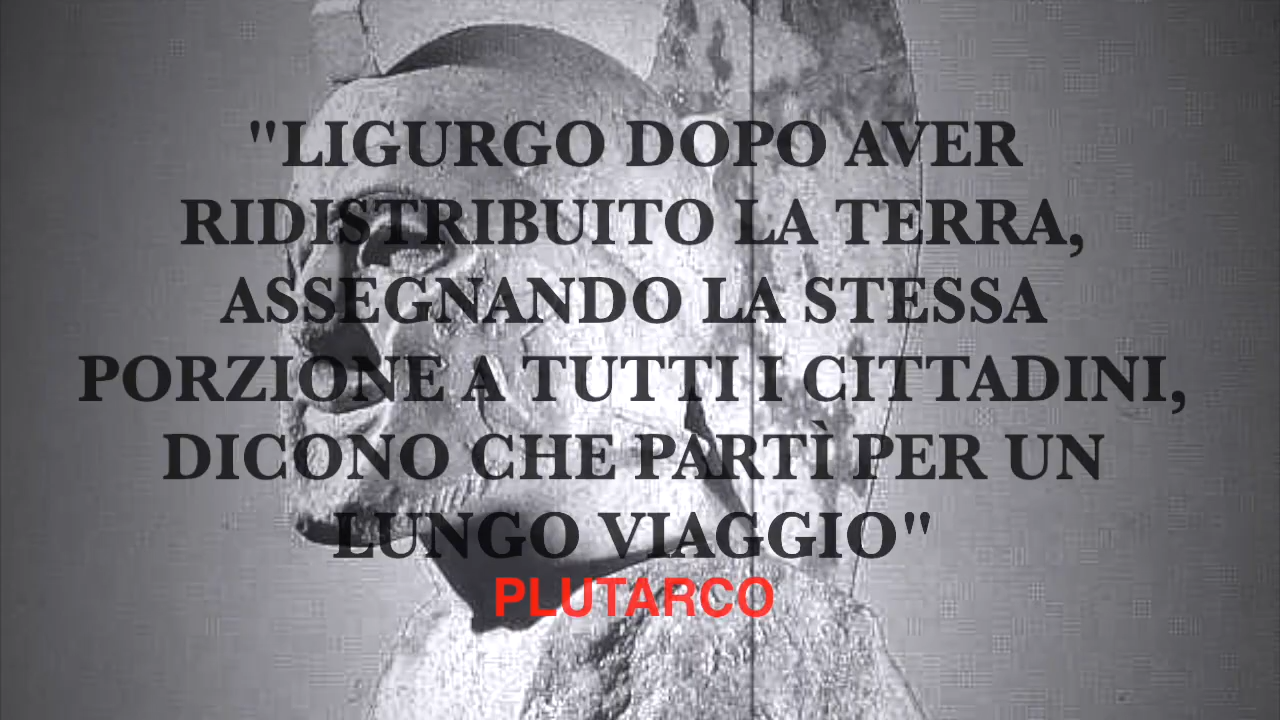 "LIGURGO DOPO AVER
RIDISTRIBUITO LA TERRA,
ASSEGNANDO LA STESSA
PORZIONE A TUTTI I CITTADINI,
DICONO CHE PARTÌ PER UN
LUNGO VIAGGIO"
PLUTARCO